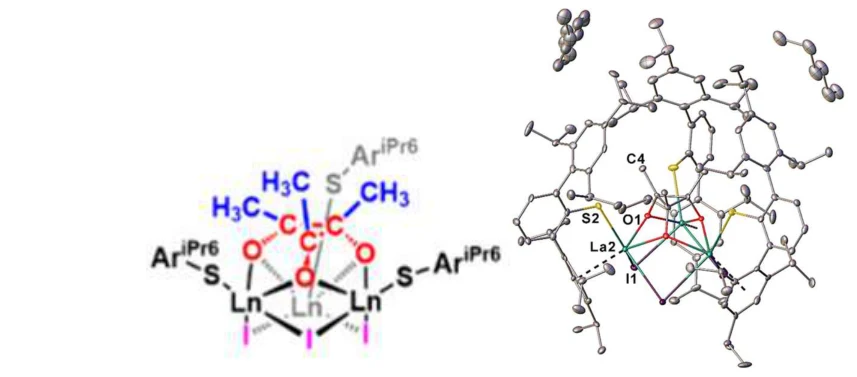 Ar^iPr6
H3C S CH3
H3C C C
C
O O
Ar^iPr6 S O S Ar^iPr6
Ln Ln Ln
I I I
C4
S2 O1
La2
I1